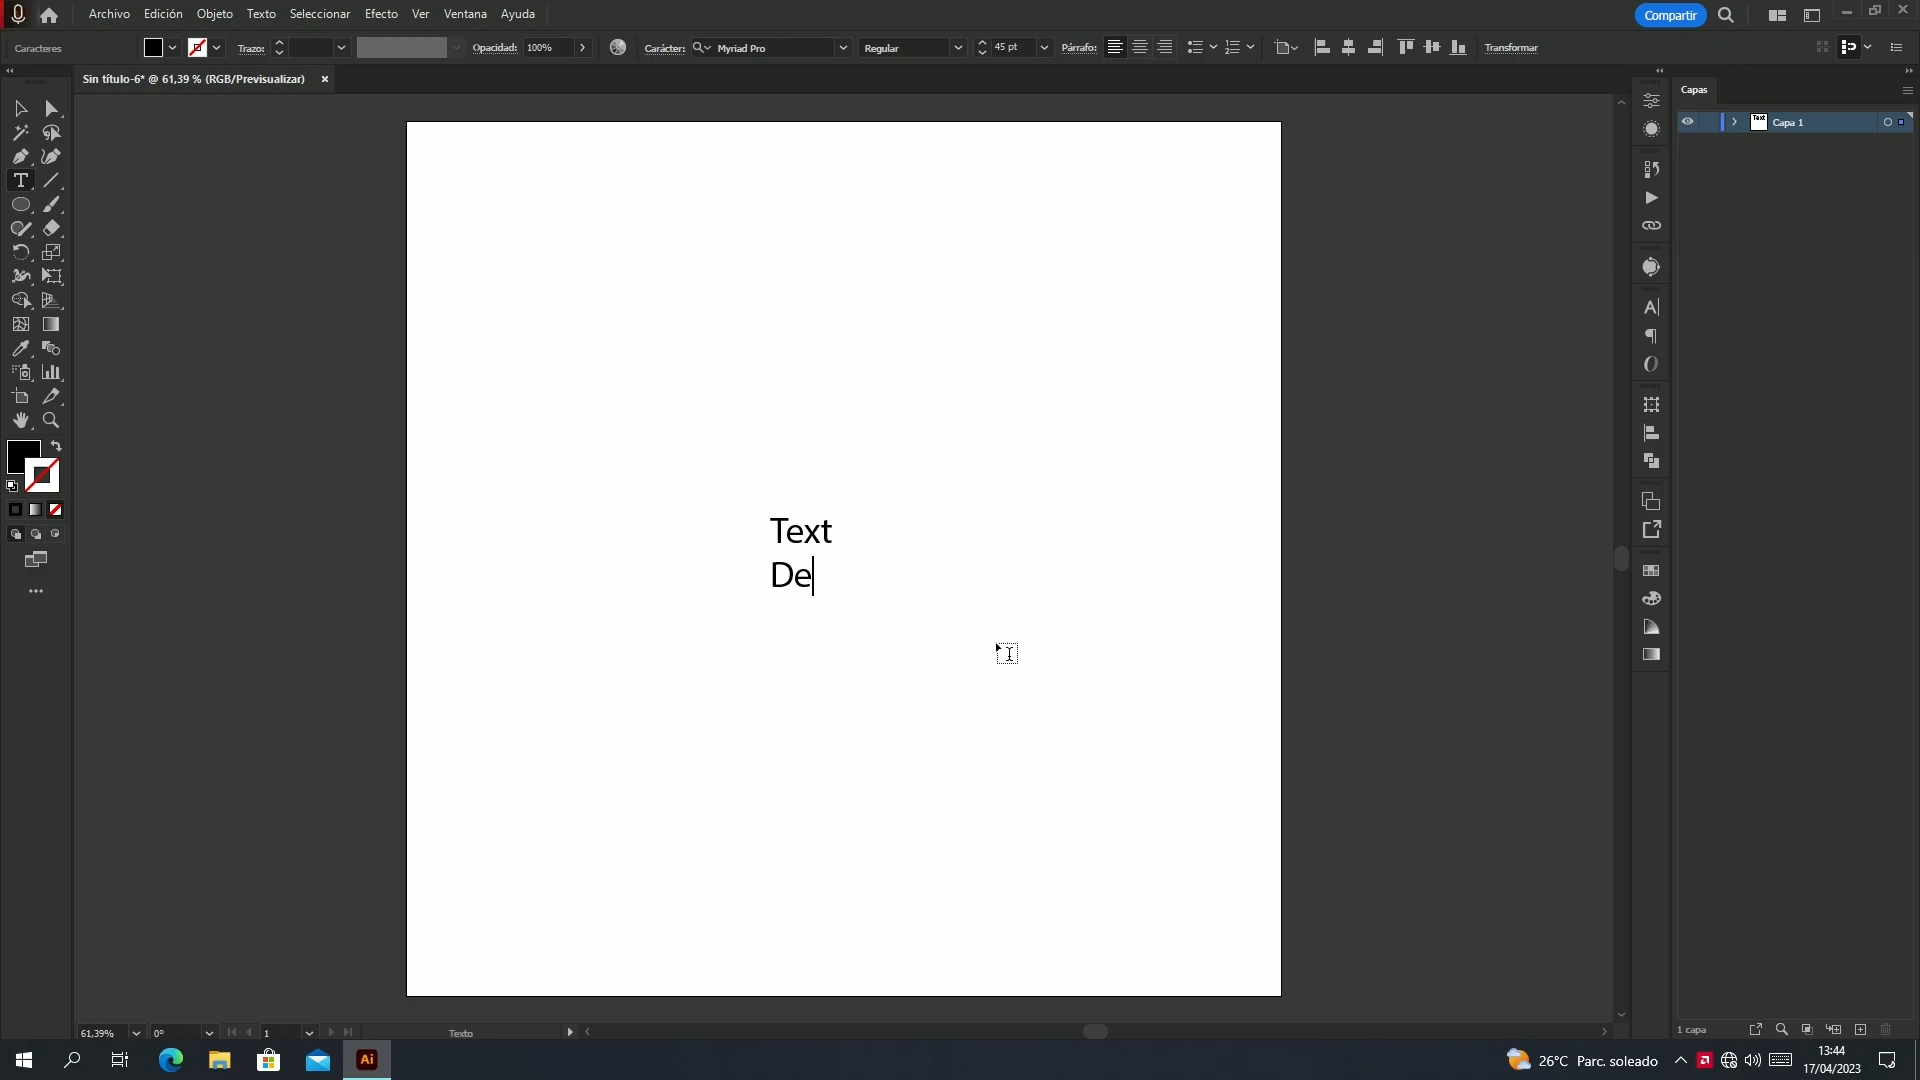 Archivo Edición Objeto Texto Seleccionar Efecto Ver Ventana Ayuda
Compartir
Caracteres
Trazo:
Opacidad: 100%
Carácter: Myriad Pro
Regular
45 pt
Párrafo:
Transformar
Sin título-6* @ 61,39 % (RGB/Previsualizar) ×
Capas
Text
Capa 1
Text
De
61,39%
0°
1
Texto
1 capa
Ai
26°C Parc. soleado
13:44
17/04/2023